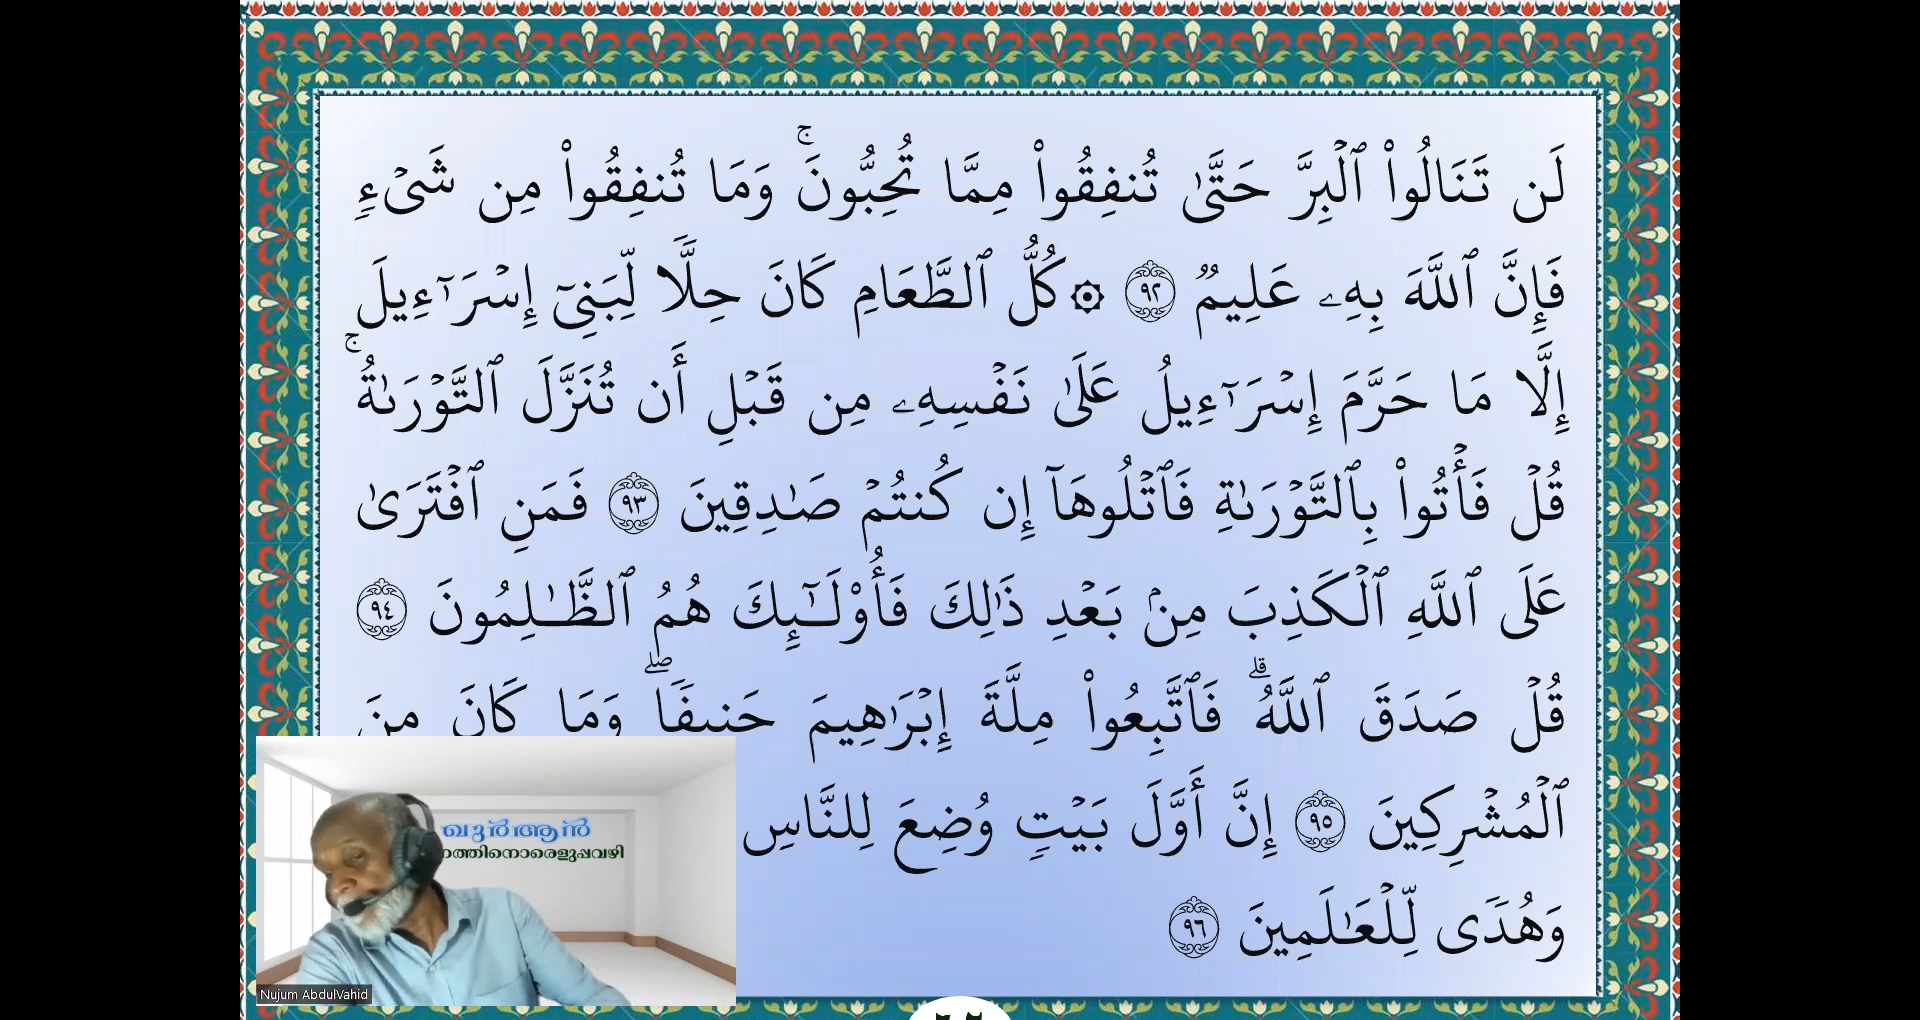 لَن تَنَالُوا۟ ٱلْبِرَّ حَتَّىٰ تُنفِقُوا۟ مِمَّا تُحِبُّونَ ۚ وَمَا تُنفِقُوا۟ مِن شَىْءٍۢ
فَإِنَّ ٱللَّهَ بِهِۦ عَلِيمٌۭ ٩٢ ۞ كُلُّ ٱلطَّعَامِ كَانَ حِلًّۭا لِّبَنِىٓ إِسْرَٰٓءِيلَ
إِلَّا مَا حَرَّمَ إِسْرَٰٓءِيلُ عَلَىٰ نَفْسِهِۦ مِن قَبْلِ أَن تُنَزَّلَ ٱلتَّوْرَىٰةُ ۚ
قُلْ فَأْتُوا۟ بِٱلتَّوْرَىٰةِ فَٱتْلُوهَآ إِن كُنتُمْ صَـٰدِقِينَ ٩٣ فَمَنِ ٱفْتَرَىٰ
عَلَى ٱللَّهِ ٱلْكَذِبَ مِنۢ بَعْدِ ذَٰلِكَ فَأُو۟لَـٰٓئِكَ هُمُ ٱلظَّـٰلِمُونَ ٩٤
قُلْ صَدَقَ ٱللَّهُ ۗ فَٱتَّبِعُوا۟ مِلَّةَ إِبْرَٰهِيمَ حَنِيفًۭا ۖ وَمَا كَانَ مِنَ
ٱلْمُشْرِكِينَ ٩٥ إِنَّ أَوَّلَ بَيْتٍۢ وُضِعَ لِلنَّاسِ
وَهُدًۭى لِّلْعَـٰلَمِينَ ٩٦
ഖുർആൻ
ത്തിനൊരെളുപ്പവഴി
Nujum AbdulVahid